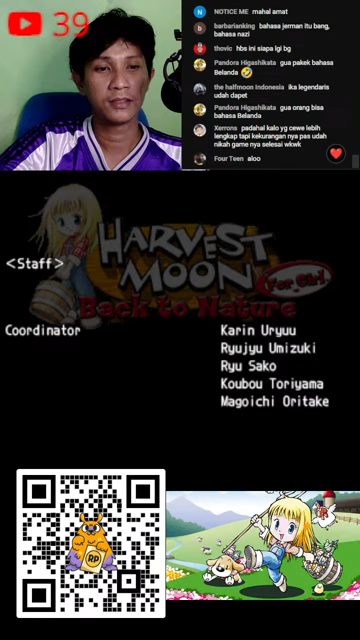 39
NOTICE ME mahal amat
barbarianking bahasa jerman itu bang,
bahasa nazi
thovic hbs ini siapa lgi bg
Pandora Higashikata gua pakek bahasa
Belanda 🤣
the halfmoon Indonesia ika legendaris
udah dapet
Pandora Higashikata gua orang bisa
bahasa Belanda
Xerrons padahal kalo yg cewe lebih
lengkap tapi kekurangan nya pas udah
nikah game nya selesai wkwk
Four Teen aloo
HARVEST
MOON
For Girl
Back to Nature
<Staff>
Coordinator
Karin Uryuu
Ryujyu Umizuki
Ryu Sako
Koubou Toriyama
Magoichi Oritake
RP